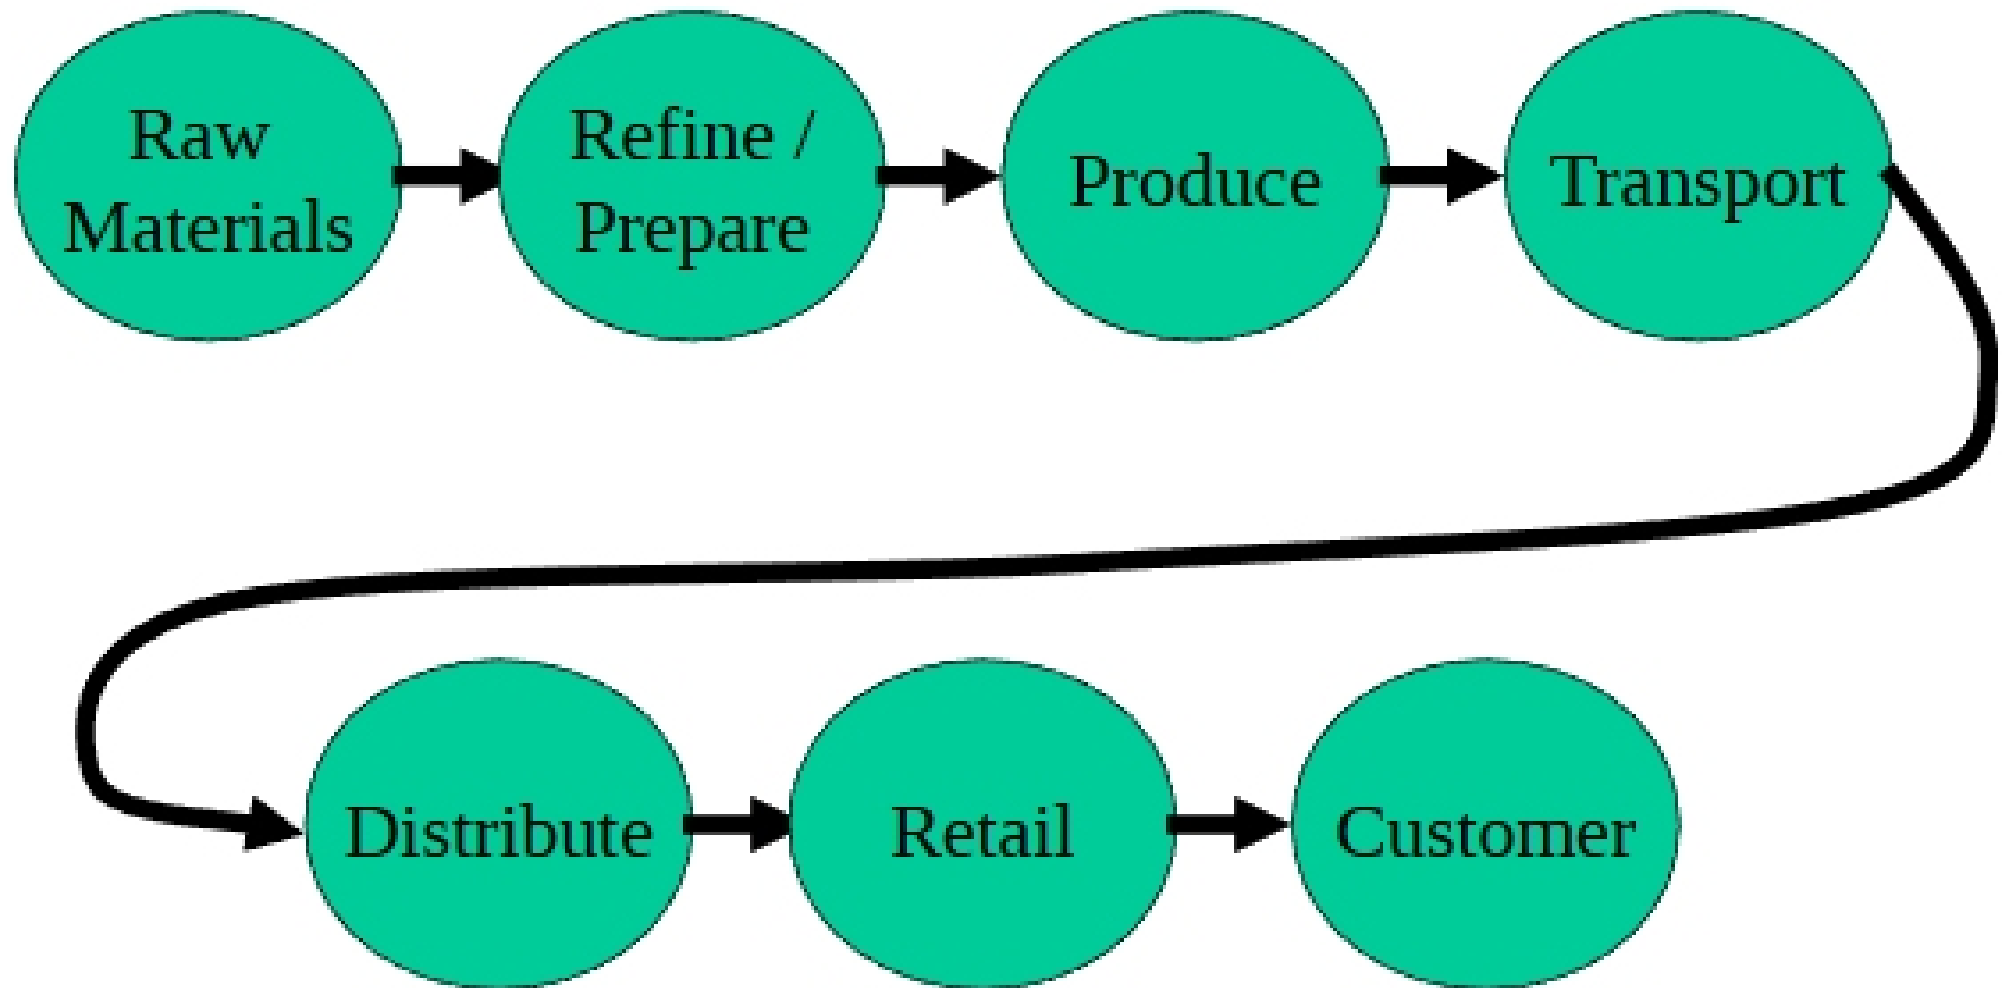 Raw
Materials
Refine /
Prepare
Produce
Transport
Distribute
Retail
Customer